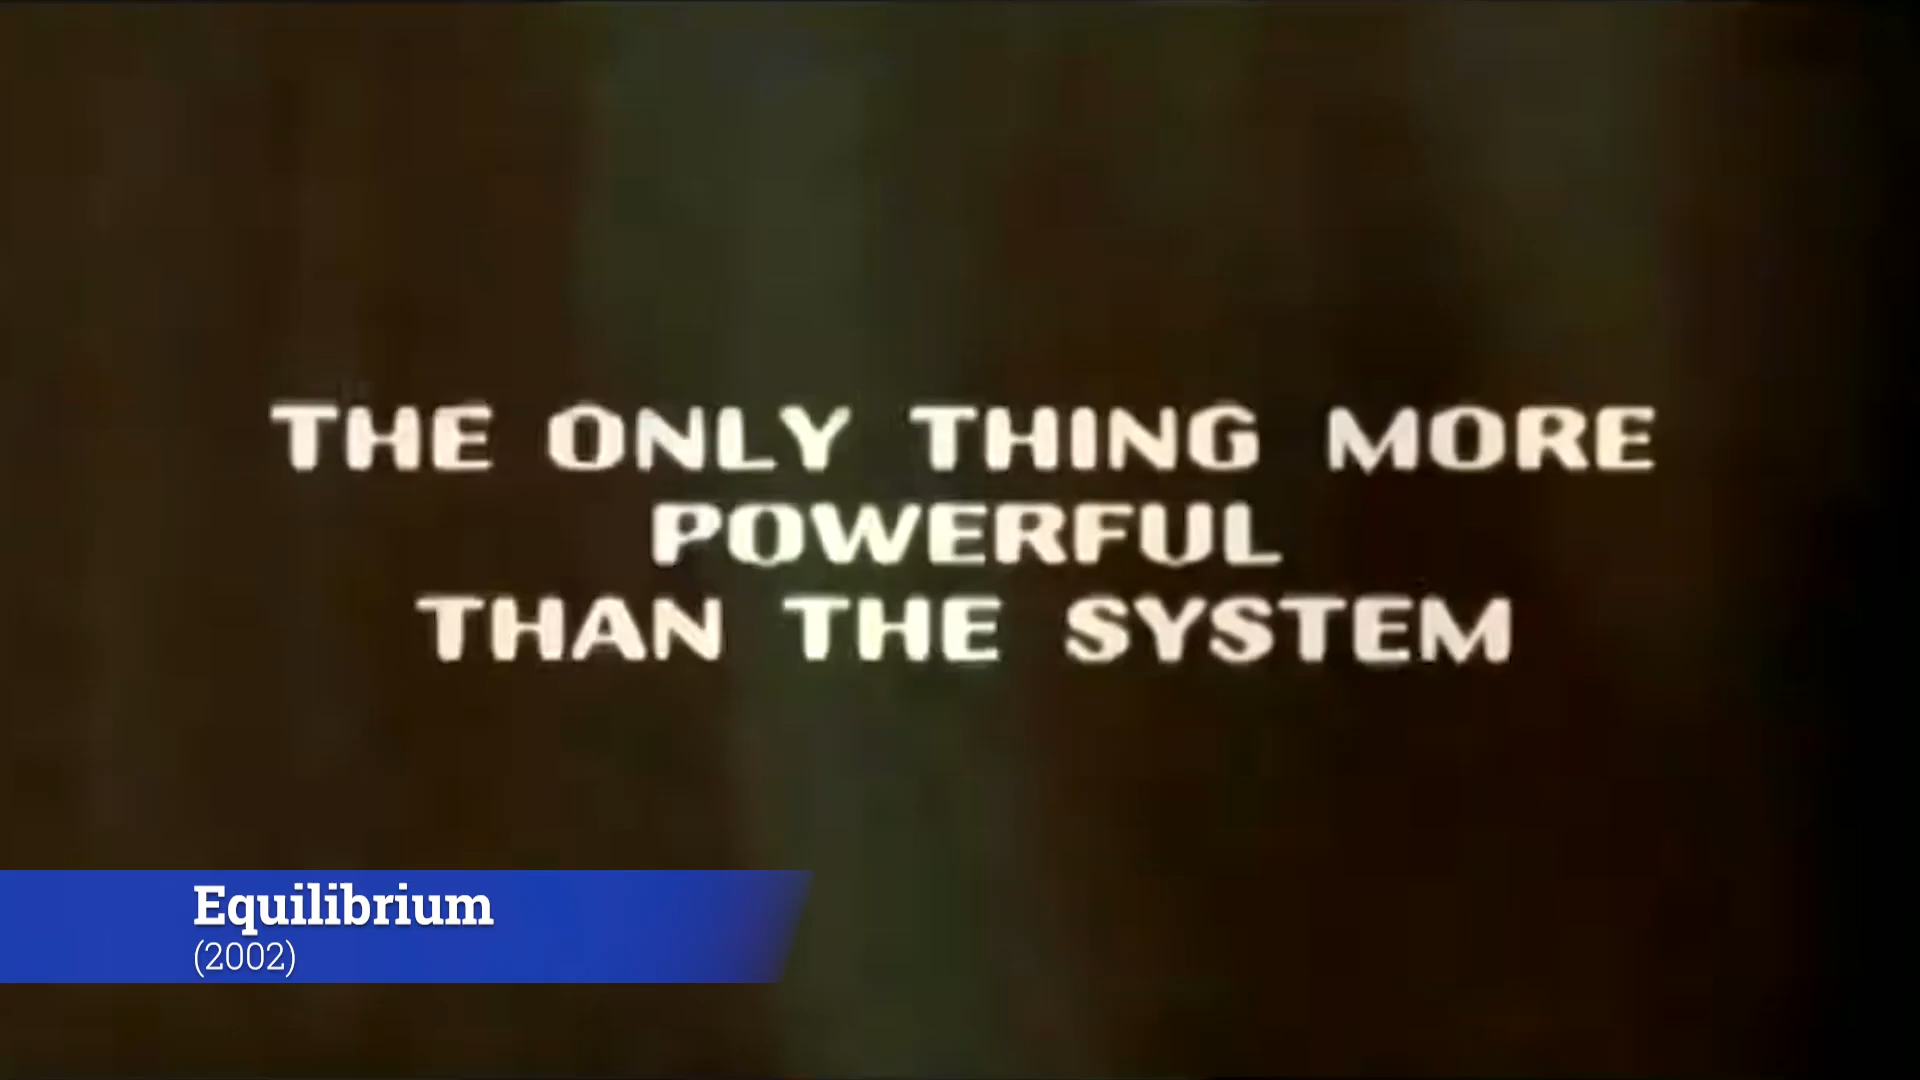 THE ONLY THING MORE
POWERFUL
THAN THE SYSTEM
Equilibrium
(2002)